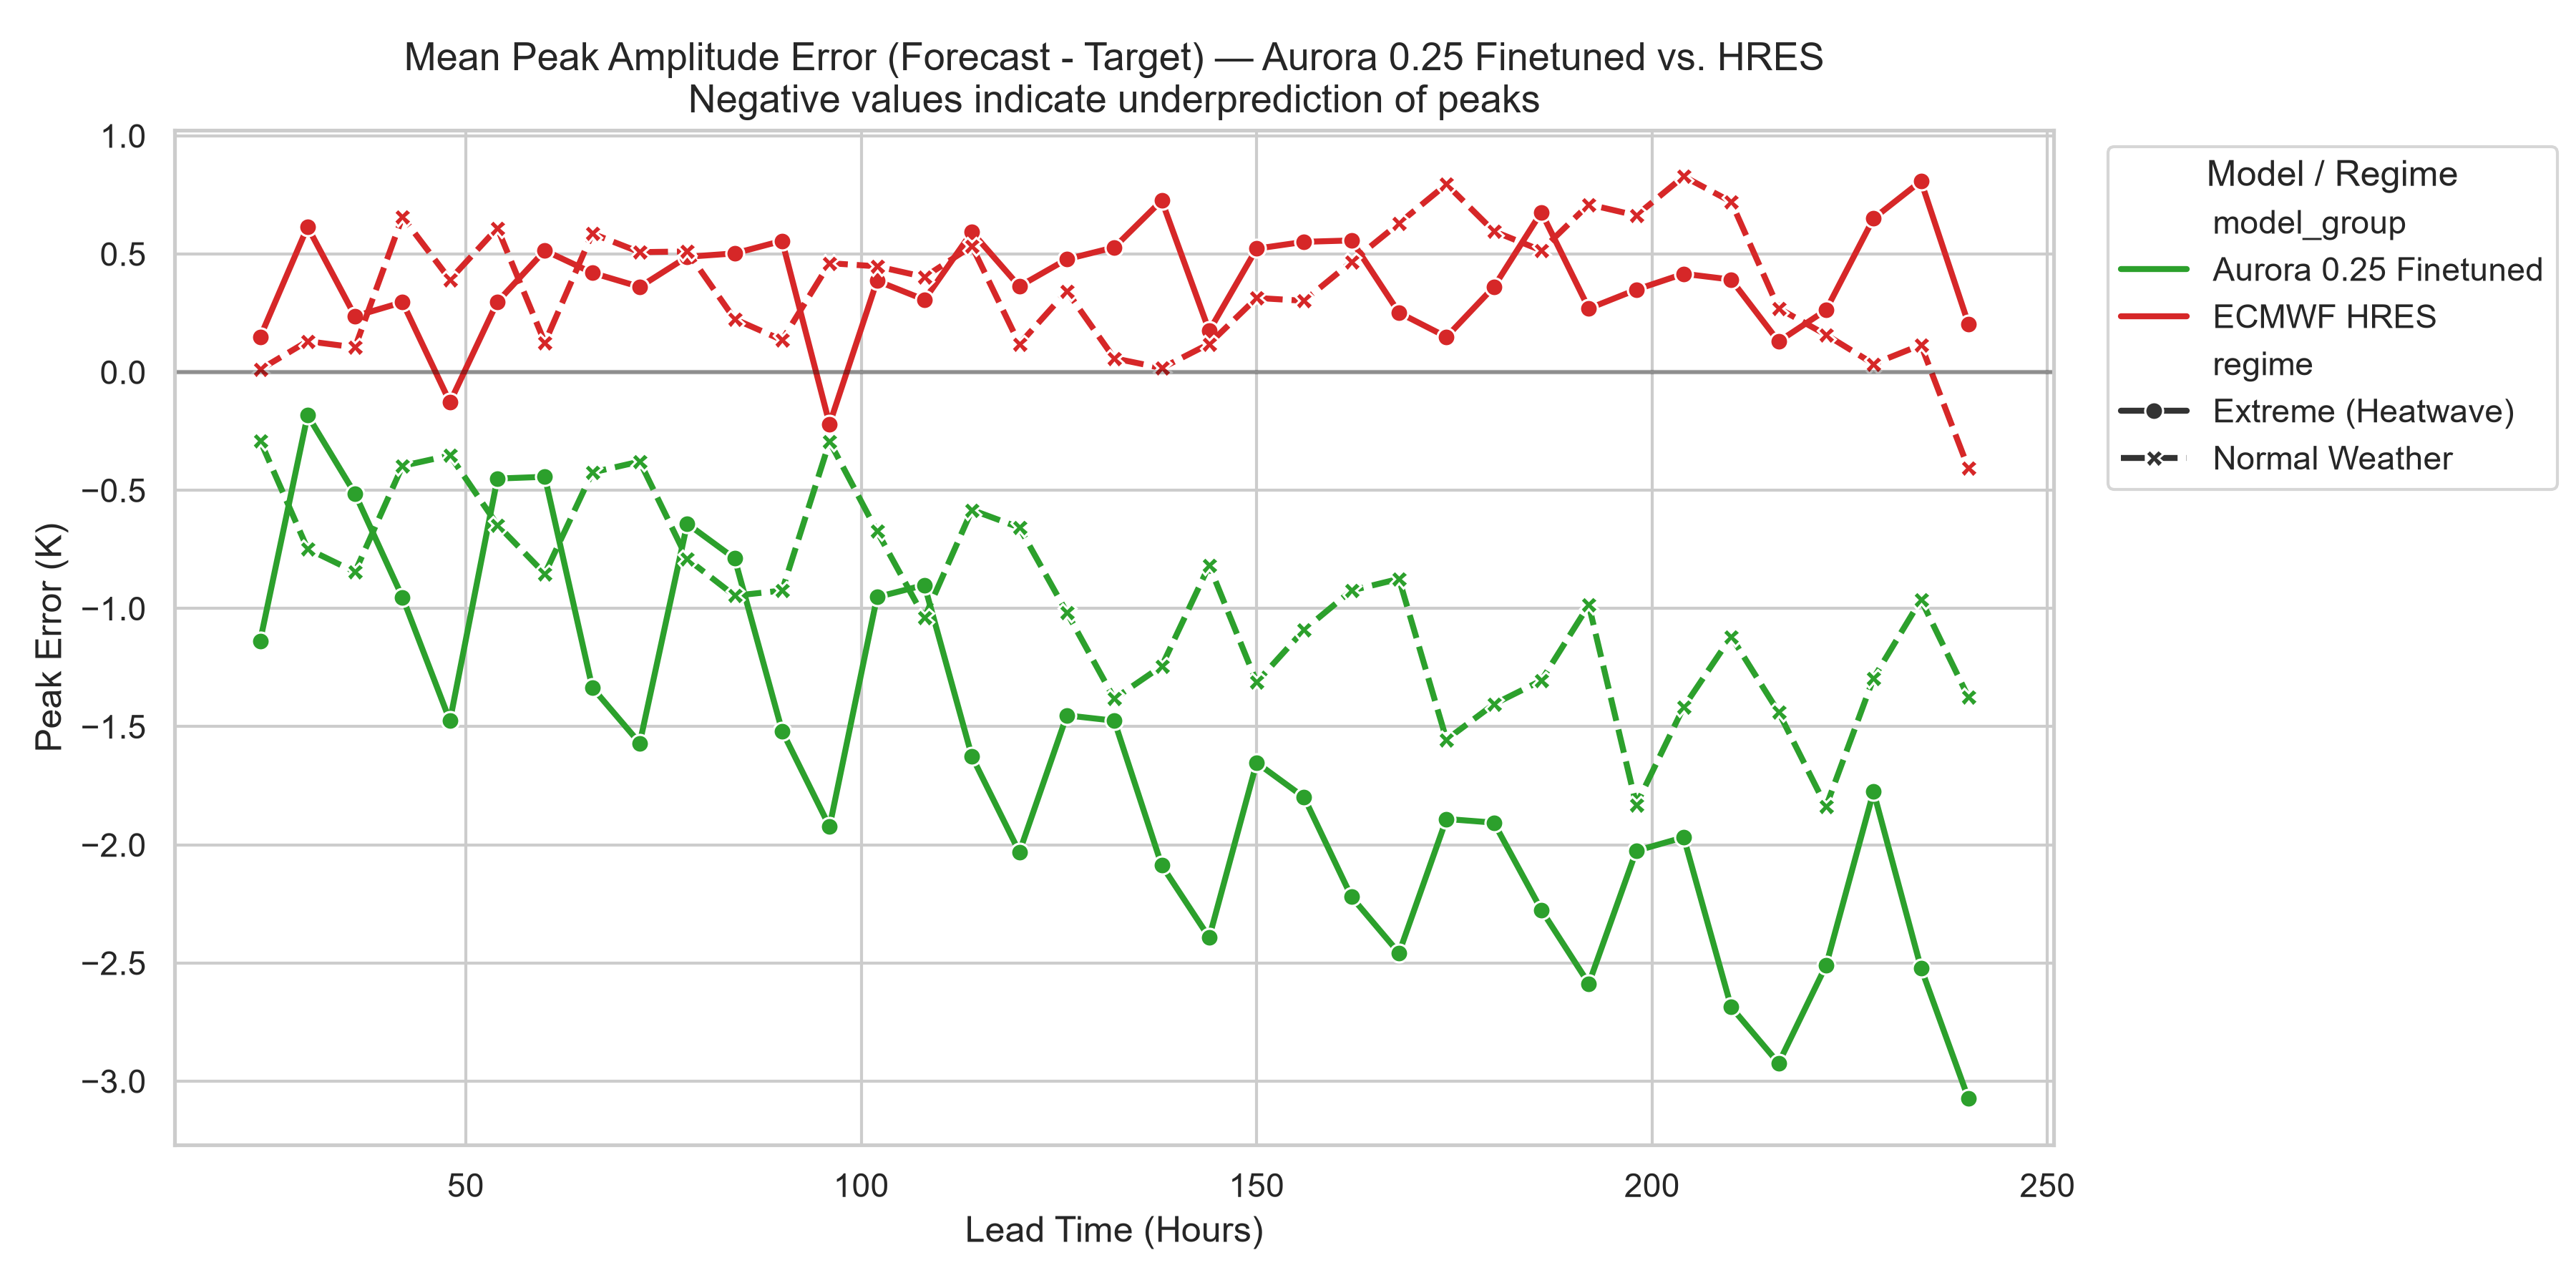 Mean Peak Amplitude Error (Forecast - Target) — Aurora 0.25 Finetuned vs. HRES
Negative values indicate underprediction of peaks
1.0
0.5
0.0
−0.5
−1.0
−1.5
−2.0
−2.5
−3.0
Peak Error (K)
50
100
150
200
250
Lead Time (Hours)
Model / Regime
model_group
Aurora 0.25 Finetuned
ECMWF HRES
regime
Extreme (Heatwave)
Normal Weather